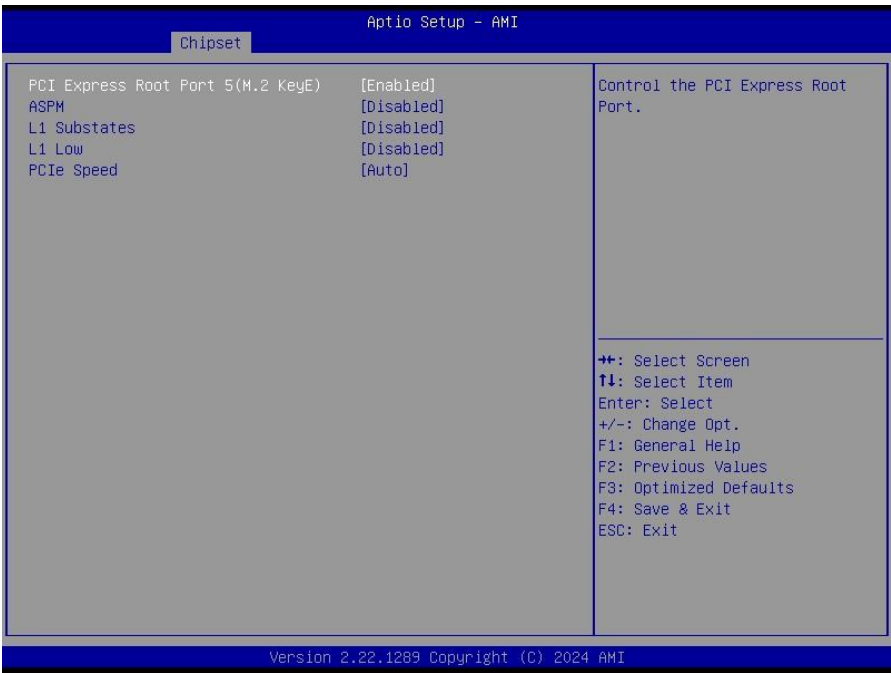 Aptio Setup - AMI
Chipset
PCI Express Root Port 5(M.2 KeyE) [Enabled]
ASPM [Disabled]
L1 Substates [Disabled]
L1 Low [Disabled]
PCIe Speed [Auto]
Control the PCI Express Root
Port.
→←: Select Screen
↑↓: Select Item
Enter: Select
+/-: Change Opt.
F1: General Help
F2: Previous Values
F3: Optimized Defaults
F4: Save & Exit
ESC: Exit
Version 2.22.1289 Copyright (C) 2024 AMI